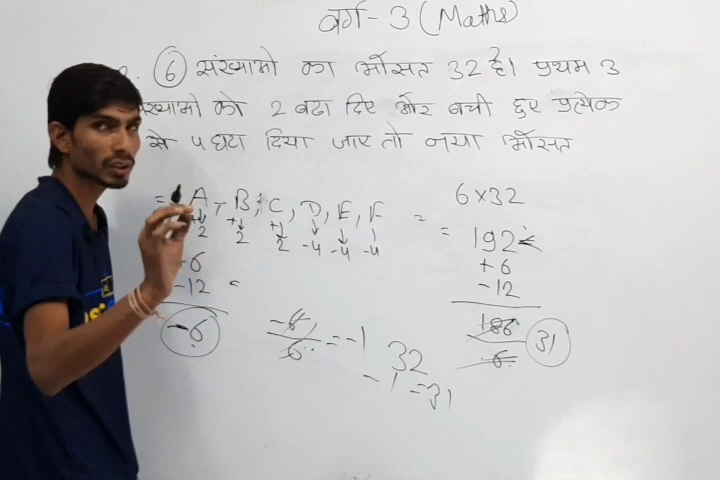 वर्ग - 3 (Maths)
6 संख्याओ का औसत 32 है। प्रथम 3
ख्याओ को 2 बढा दिए और बची हुए प्रत्येक
से 4 घटा दिया जाए तो नया औसत
= A, B, C, D, E, F = 6×32
+2 +2 +2 -4 -4 -4 = 192
+6 +6
-12 = -12
-6 -6/6 = -1 32 186/6 31
-1 = 31